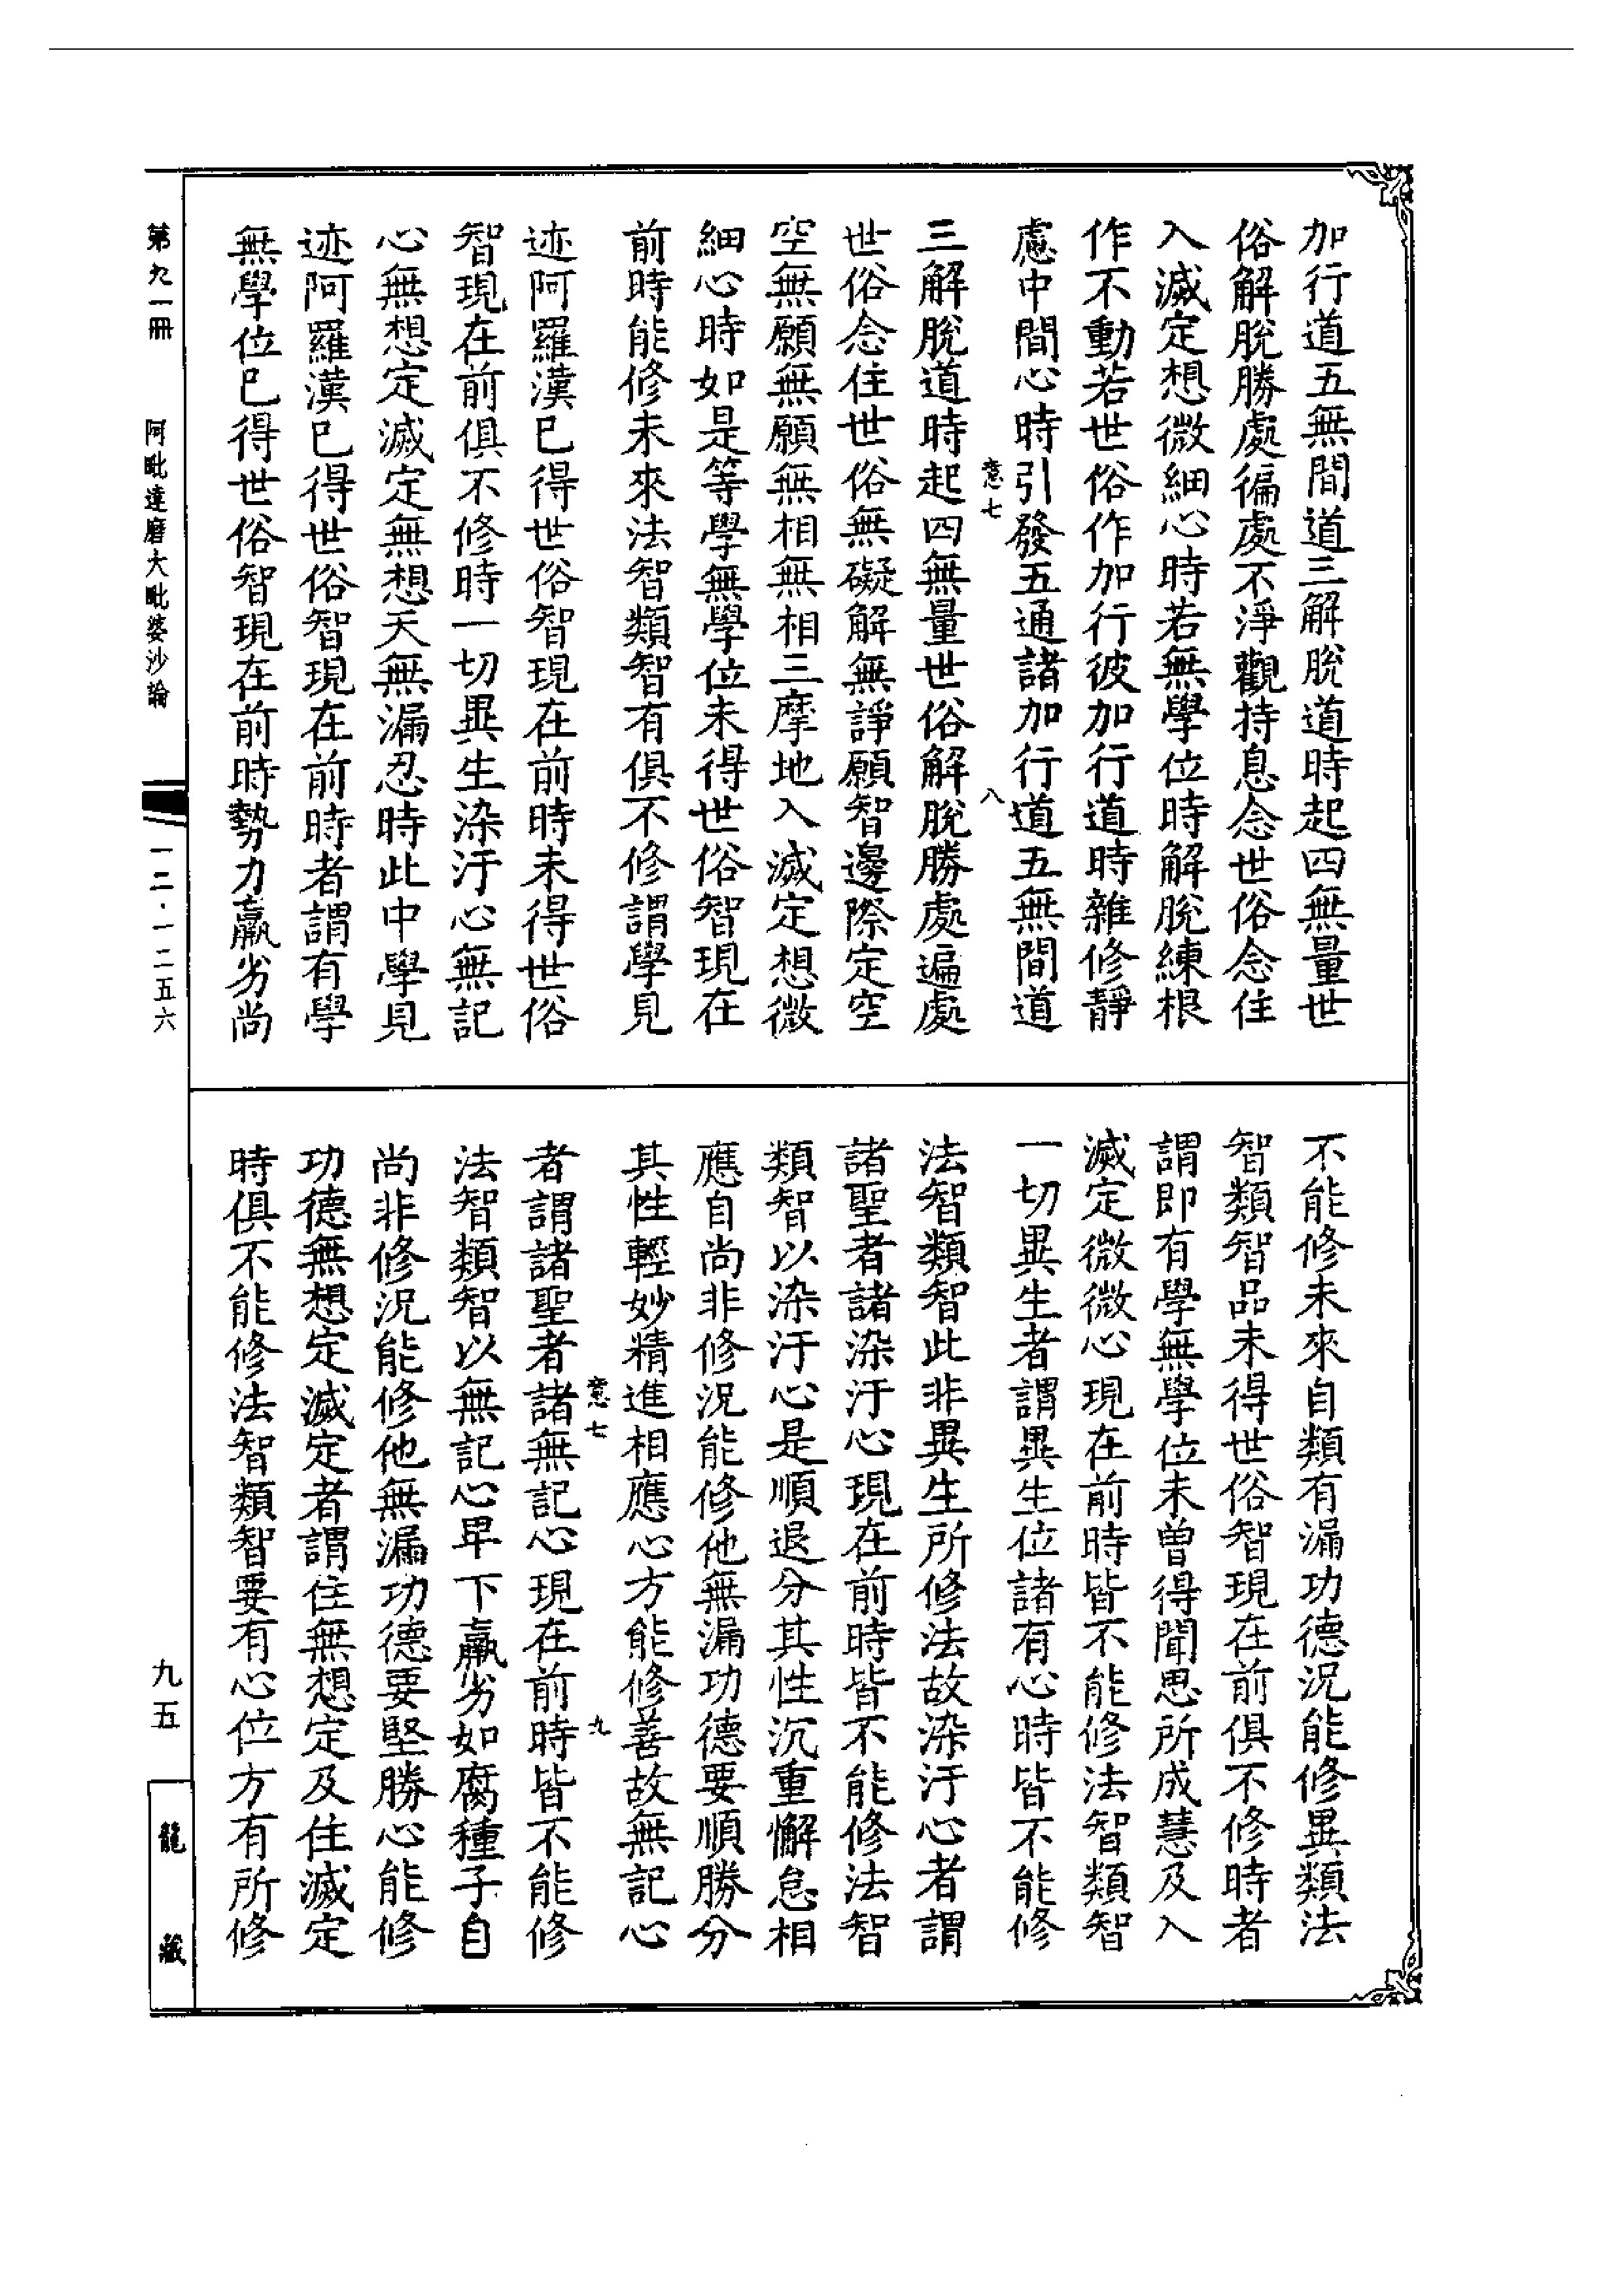 加行道五無間道三解脫道時起四無量世
俗解脫勝處徧處不淨觀持息念世俗念住
入滅定想微細心時若無學位時解脫練根
作不動若世俗作加行彼加行道時雜修靜
慮中間心時引發五通諸加行道五無間道
意七
八
三解脫道時起四無量世俗解脫勝處遍處
世俗念住世俗無礙解無諍願智邊際定空
空無願無願無相無相三摩地入滅定想微
細心時如是等學無學位未得世俗智現在
前時能修未來法智類智有俱不修謂學見
迹阿羅漢已得世俗智現在前時未得世俗
智現在前俱不修時一切異生染汙心無記
心無想定滅定無想天無漏忍時此中學見
迹阿羅漢已得世俗智現在前時者謂有學
無學位已得世俗智現在前時勢力羸劣尚
不能修未來自類有漏功德況能修異類法
智類智品未得世俗智現在前俱不修時者
謂即有學無學位未曾得聞思所成慧及入
滅定微微心現在前時皆不能修法智類智
一切異生者謂異生位諸有心時皆不能修
法智類智此非異生所修法故染汙心者謂
諸聖者諸染汙心現在前時皆不能修法智
類智以染汙心是順退分其性沉重懈怠相
應自尚非修況能修他無漏功德要順勝分
其性輕妙精進相應心方能修善故無記心
意七
九
者謂諸聖者諸無記心現在前時皆不能修
法智類智以無記心卑下羸劣如腐種子自
尚非修況能修他無漏功德要堅勝心能修
功德無想定滅定者謂住無想定及住滅定
時俱不能修法智類智要有心位方有所修
第九一冊
阿毗達磨大毗婆沙論
一二·一二五六
九五
龍藏